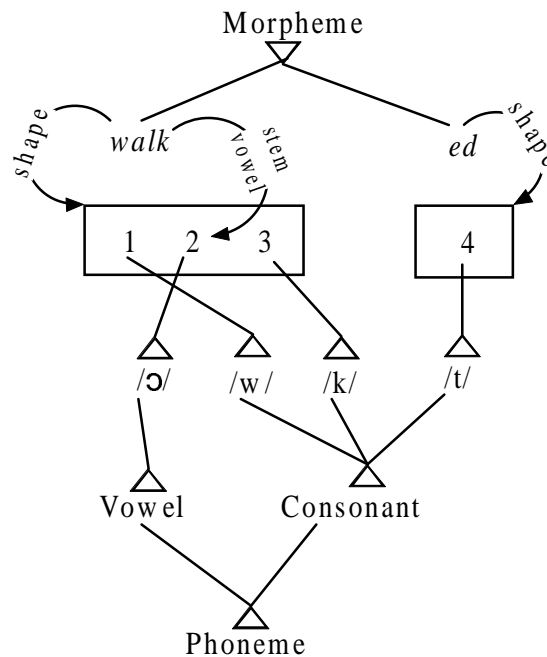 Morpheme
shape
walk
stem
vowel
ed
shape
1 2 3
4
/ɔ/ /w/ /k/ /t/
Vowel Consonant
Phoneme